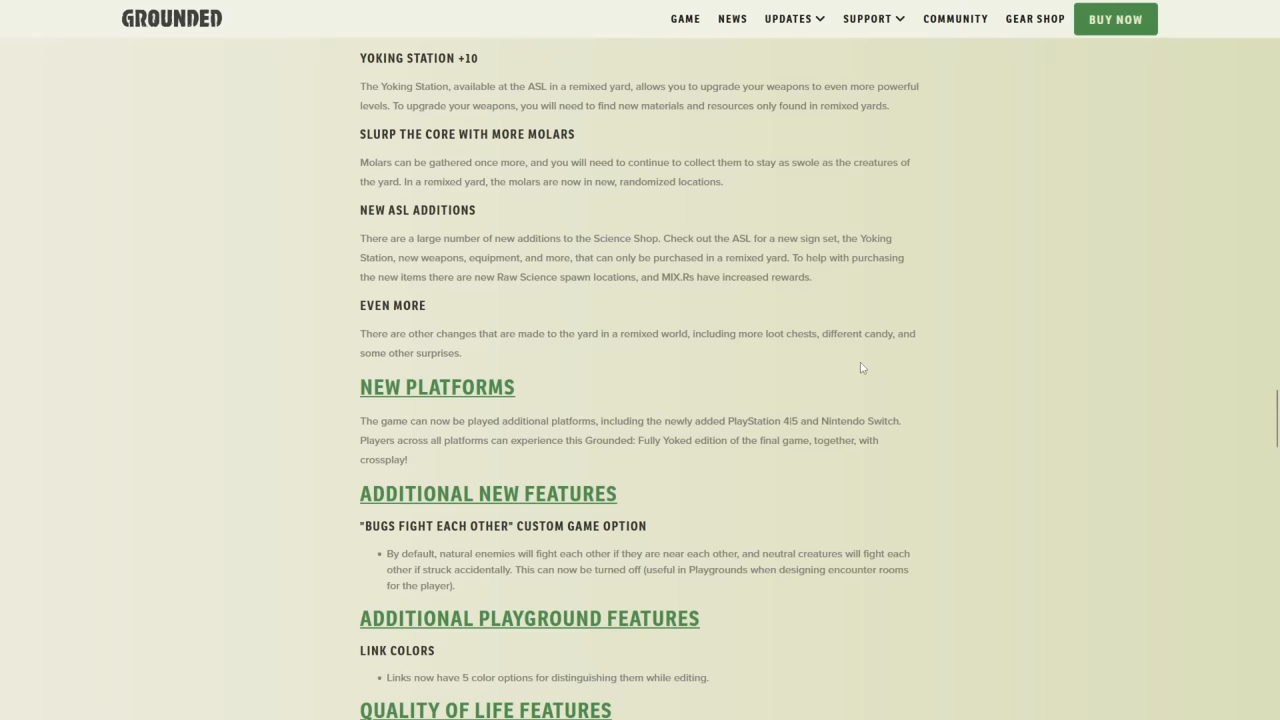 GROUNDED
GAME NEWS UPDATES SUPPORT COMMUNITY GEAR SHOP BUY NOW
YOKING STATION +10
The Yoking Station, available at the ASL in a remixed yard, allows you to upgrade your weapons to even more powerful
levels. To upgrade your weapons, you will need to find new materials and resources only found in remixed yards.
SLURP THE CORE WITH MORE MOLARS
Molars can be gathered once more, and you will need to continue to collect them to stay as swole as the creatures of
the yard. In a remixed yard, the molars are now in new, randomized locations.
NEW ASL ADDITIONS
There are a large number of new additions to the Science Shop. Check out the ASL for a new sign set, the Yoking
Station, new weapons, equipment, and more, that can only be purchased in a remixed yard. To help with purchasing
the new items there are new Raw Science spawn locations, and MIX.Rs have increased rewards.
EVEN MORE
There are other changes that are made to the yard in a remixed world, including more loot chests, different candy, and
some other surprises.
NEW PLATFORMS
The game can now be played additional platforms, including the newly added PlayStation 4|5 and Nintendo Switch.
Players across all platforms can experience this Grounded: Fully Yoked edition of the final game, together, with
crossplay!
ADDITIONAL NEW FEATURES
"BUGS FIGHT EACH OTHER" CUSTOM GAME OPTION
• By default, natural enemies will fight each other if they are near each other, and neutral creatures will fight each
other if struck accidentally. This can now be turned off (useful in Playgrounds when designing encounter rooms
for the player).
ADDITIONAL PLAYGROUND FEATURES
LINK COLORS
• Links now have 5 color options for distinguishing them while editing.
QUALITY OF LIFE FEATURES